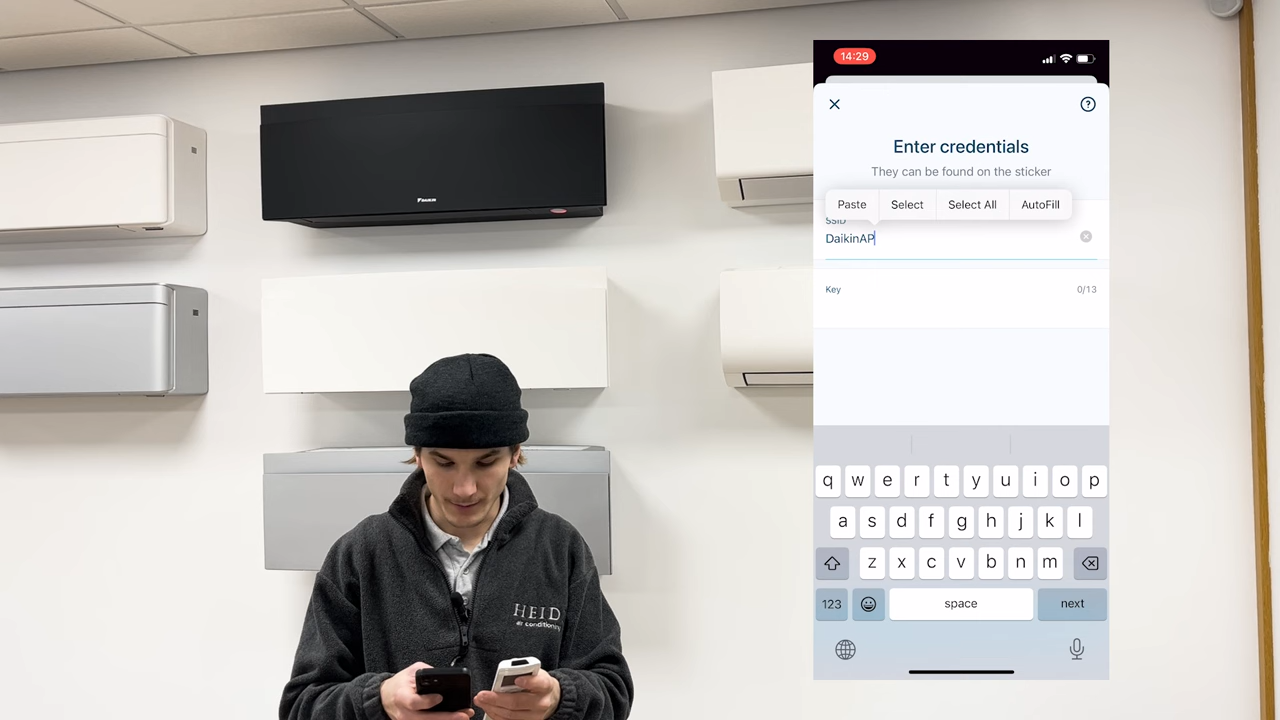 DAIKIN
HEID
air conditioning
14:29
Enter credentials
They can be found on the sticker
Paste
Select
Select All
AutoFill
SSID
DaikinAP
Key
0/13
q w e r t y u i o p
a s d f g h j k l
z x c v b n m
123
space
next